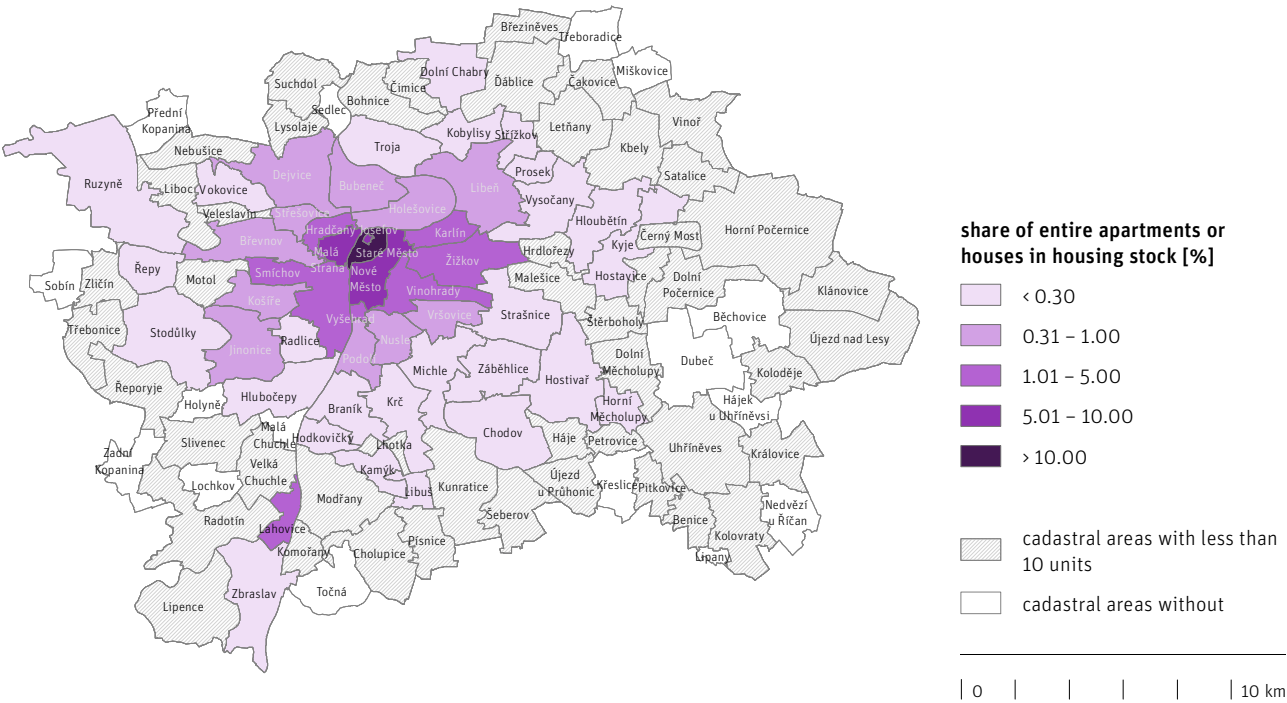 Březiněves
Třeboradice
Dolní Chabry
Miškovice
Suchdol
Ďáblice
Čakovice
Čimice
Bohnice
Sedlec
Přední
Kopanina
Lysolaje
Letňany
Vinoř
Kobylisy
Střížkov
Nebušice
Troja
Kbely
Ruzyně
Liboc
Vokovice
Dejvice
Bubeneč
Libeň
Prosek
Satalice
Vysočany
Veleslavín
Střešovice
Holešovice
Hloubětín
Hradčany
Josefov
Karlín
Horní Počernice
Břevnov
Malá
Strana
Staré Město
Kyje
Černý Most
Hrdlořezy
Žižkov
Řepy
Smíchov
Nové
Město
Malešice
Hostavice
Dolní
Počernice
Motol
Sobín
Zličín
Klánovice
Košíře
Vinohrady
Vyšehrad
Vršovice
Strašnice
Štěrboholy
Běchovice
Třebonice
Stodůlky
Radlice
Nusle
Újezd nad Lesy
Jinonice
Podolí
Dolní
Měcholupy
Dubeč
Michle
Záběhlice
Hostivař
Koloděje
Řeporyje
Hlubočepy
Holyně
Braník
Krč
Horní
Měcholupy
Hájek
u Uhříněvsi
Malá
Chuchle
Hodkovičky
Lhotka
Chodov
Háje
Petrovice
Slivenec
Uhříněves
Královice
Zadní
Kopanina
Velká
Chuchle
Kamýk
Lochkov
Modřany
Libuš
Kunratice
Újezd
u Průhonic
Křeslice
Pitkovice
Nedvězí
u Říčan
Radotín
Lahovice
Šeberov
Benice
Kolovraty
Komořany
Cholupice
Písnice
Lipany
Lipence
Zbraslav
Točná
share of entire apartments or
houses in housing stock [%]
< 0.30
0.31 – 1.00
1.01 – 5.00
5.01 – 10.00
> 10.00
cadastral areas with less than
10 units
cadastral areas without
0 10 km